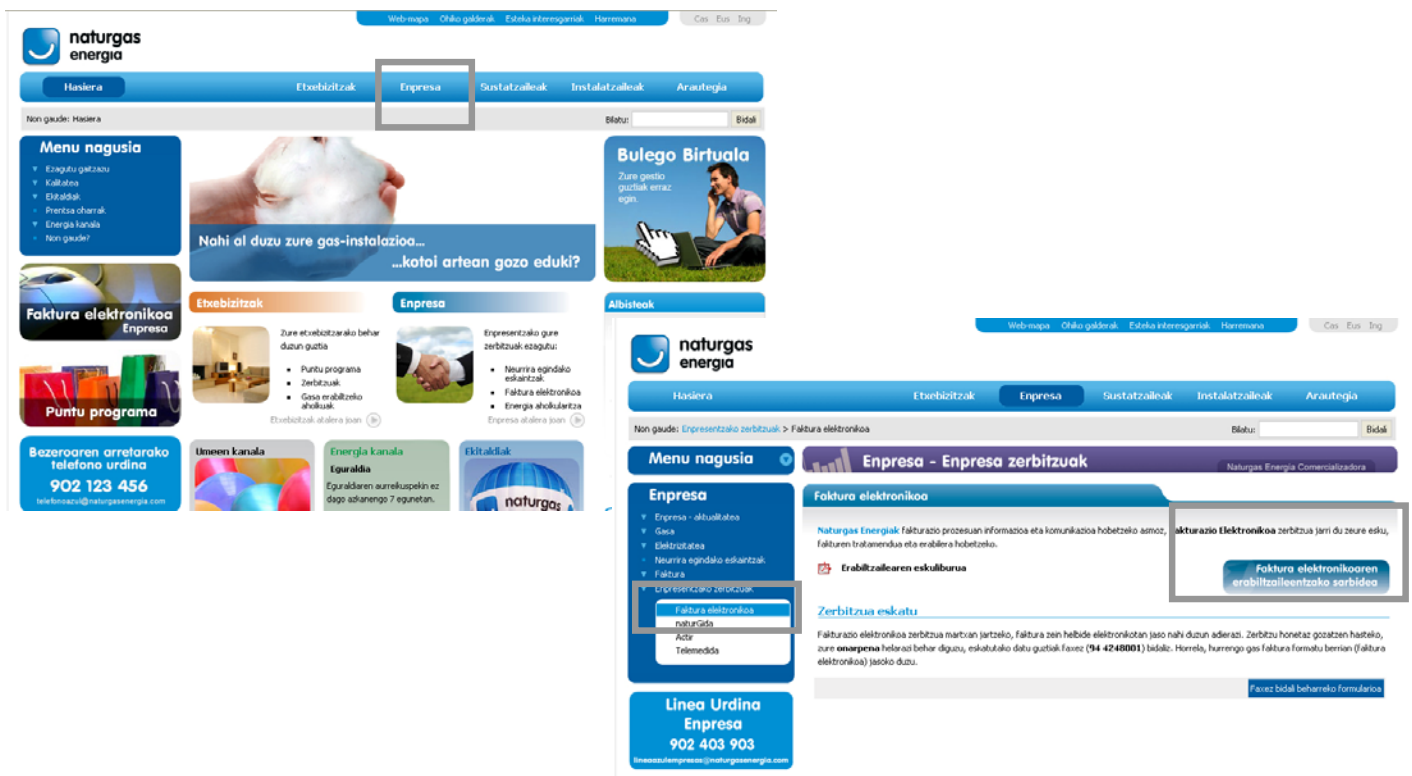 Web-mapa Ohiko galderak Esteka interesgarriak Harremana Cas Eus Ing
naturgas
energia
Hasiera Etxebizitzak Enpresa Sustatzaileak Instalatzaileak Arautegia
Non gaude: Hasiera Bilatu: Bidali
Menu nagusia
Ezagutu gaitzazu
Kalitatea
Ekitaldiak
Prentsa oharrak
Energia kanala
Non gaude?
Nahi al duzu zure gas-instalazioa...
...kotoi artean gozo eduki?
Bulego Birtuala
Zure gestio
guztiak erraz
egin.
Faktura elektronikoa
Enpresa
Puntu programa
Bezeroaren arretarako
telefono urdina
902 123 456
telefonoazul@naturgasenergia.com
Etxebizitzak
Zure etxebizitzarako behar
duzun guztia
Puntu programa
Zerbitzuak
Gasa erabiltzeko
aholkuak
Etxebizitzak atalera joan
Enpresa
Enpresentzako gure
zerbitzuak ezagutu:
Neurrira egindako
eskaintzak
Faktura elektronikoa
Energia aholkularitza
Enpresa atalera joan
Albisteak
Umeen kanala
Energia kanala
Eguraldia
Eguraldiaren aurreikuspekin ez
dago azkanengo 7 egunetan.
Ekitaldiak
naturgas
Web-mapa Ohiko galderak Esteka interesgarriak Harremana Cas Eus Ing
naturgas
energia
Hasiera Etxebizitzak Enpresa Sustatzaileak Instalatzaileak Arautegia
Non gaude: Enpresentzako zerbitzuak > Faktura elektronikoa Bilatu: Bidali
Menu nagusia
Enpresa - Enpresa zerbitzuak
Naturgas Energia Comercializadora
Enpresa
Enpresa - aktualitatea
Gasa
Elektrizitatea
Neurrira egindako eskaintzak
Faktura
Enpresentzako zerbitzuak
Faktura elektronikoa
naturGida
Actir
Telemedida
Linea Urdina
Enpresa
902 403 903
lineaazulempresas@naturgasenergia.com
Faktura elektronikoa
Naturgas Energiak fakturazio prozesuan informazioa eta komunikazioa hobetzeko asmoz, Fakturazio Elektronikoa zerbitzua jarri du zeure esku,
fakturen tratamendua eta erabilera hobetzeko.
Erabiltzailearen eskuliburua
Faktura elektronikoaren
erabiltzaileentzako sarbidea
Zerbitzua eskatu
Fakturazio elektronikoa zerbitzua martxan jartzeko, faktura zein helbide elektronikotan jaso nahi duzun adierazi. Zerbitzu honetaz gozatzen hasteko,
zure onarpena helarazi behar diguzu, eskatutako datu guztiak faxez (94 4248001) bidaliz. Horrela, hurrengo gas faktura formatu berrian (faktura
elektronikoa) jasoko duzu.
Faxez bidali beharreko formularioa